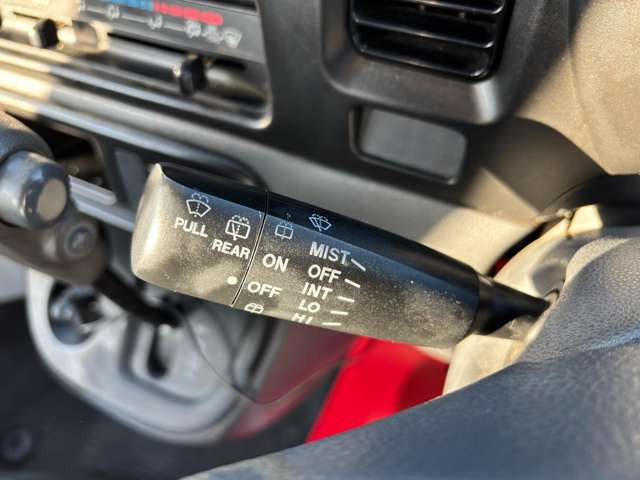 PULL
REAR
ON
OFF
MIST
OFF
INT
LO
HI